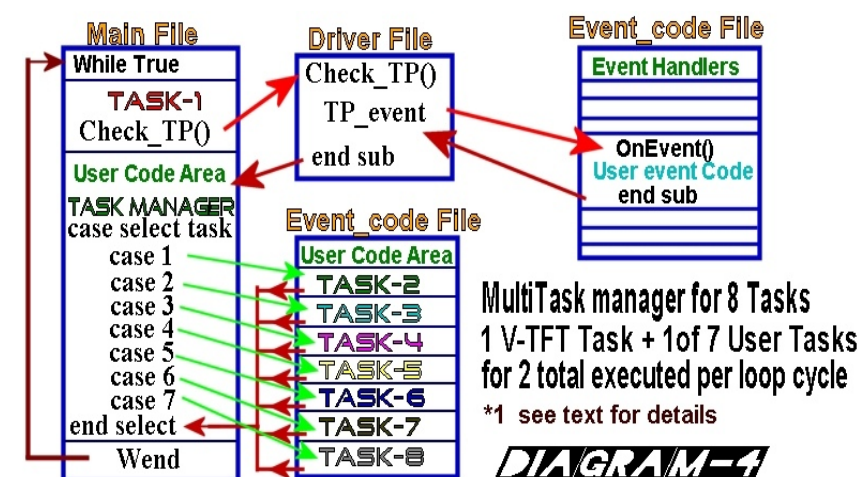 Main File
While True
TASK-1
Check_TP()
User Code Area
TASK MANAGER
case select task
case 1
case 2
case 3
case 4
case 5
case 6
case 7
end select
Wend
Driver File
Check_TP()
TP_event
end sub
Event_code File
Event Handlers
OnEvent()
User event Code
end sub
Event_code File
User Code Area
TASK-2
TASK-3
TASK-4
TASK-5
TASK-6
TASK-7
TASK-8
MultiTask manager for 8 Tasks
1 V-TFT Task + 1of 7 User Tasks
for 2 total executed per loop cycle
*1 see text for details
DIAGRAM-4